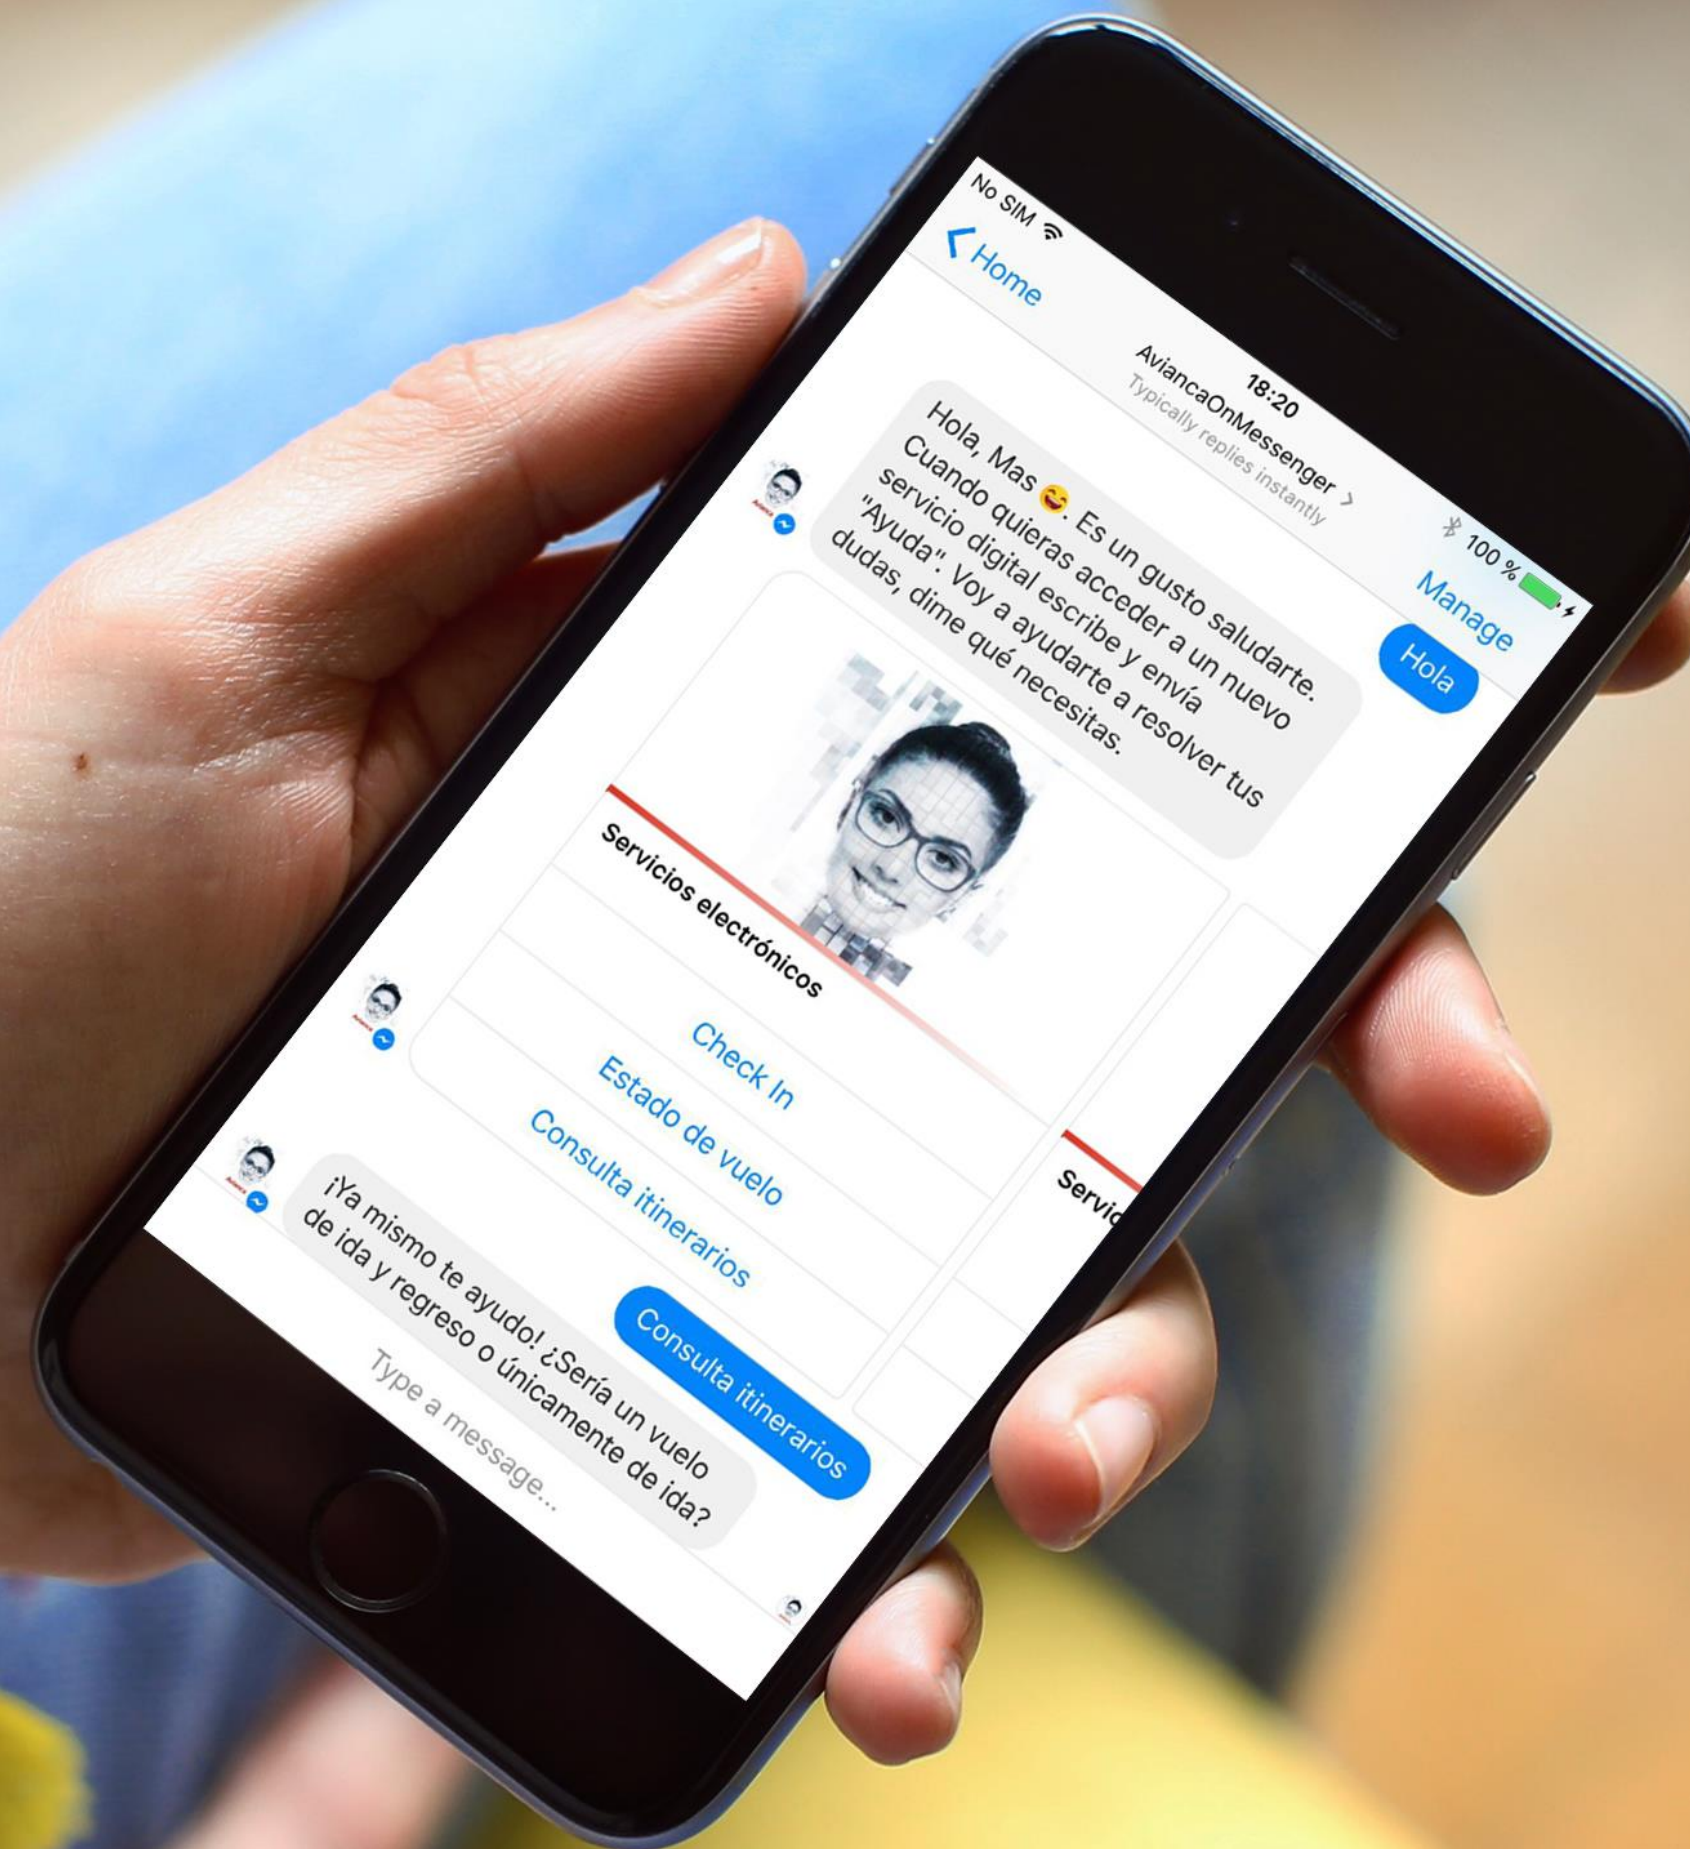 No SIM
18:20
100 %
Home
AviancaOnMessenger
Typically replies instantly
Manage
Hola
Hola, Mas 😄. Es un gusto saludarte.
Cuando quieras acceder a un nuevo
servicio digital escribe y envía
"Ayuda". Voy a ayudarte a resolver tus
dudas, dime qué necesitas.
Servicios electrónicos
Check In
Estado de vuelo
Consulta itinerarios
Servic
Consulta itinerarios
¡Ya mismo te ayudo! ¿Sería un vuelo
de ida y regreso o únicamente de ida?
Type a message...